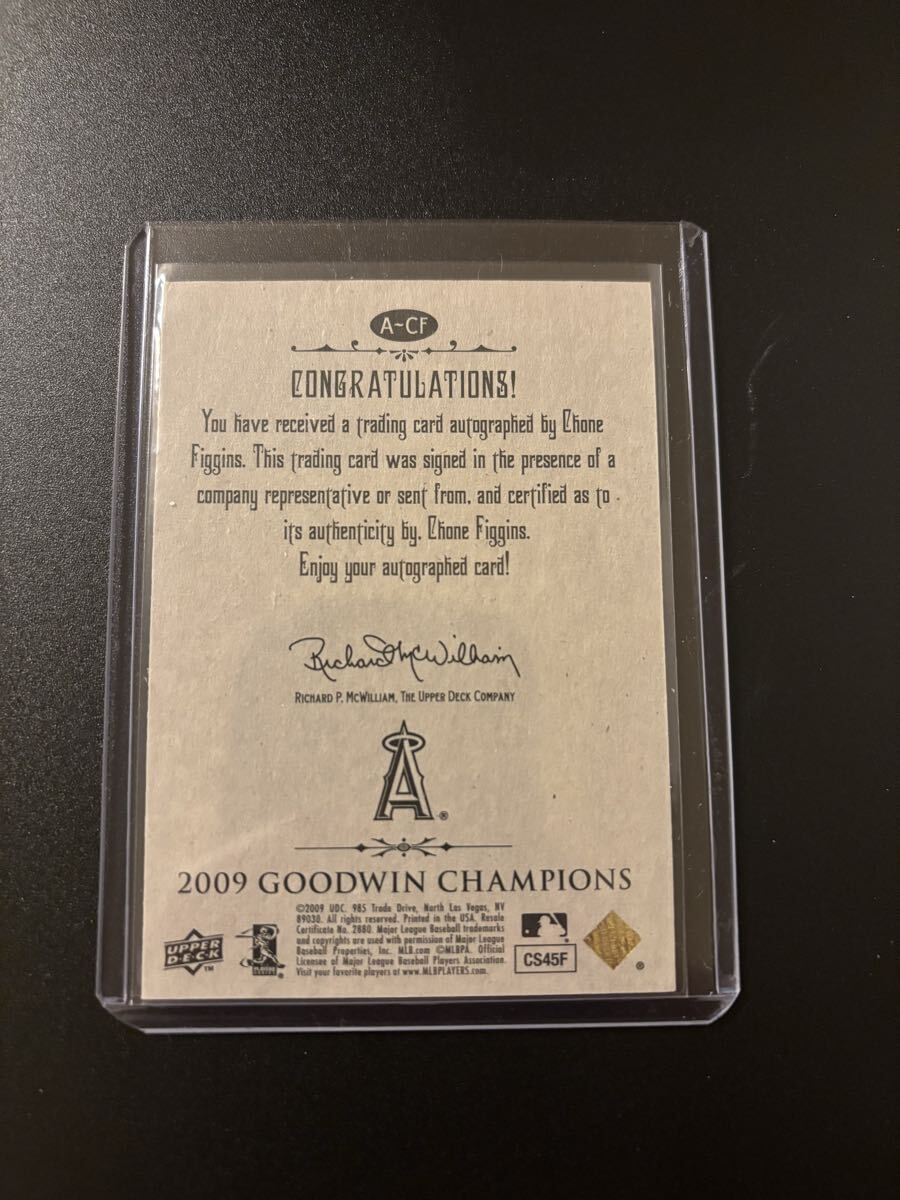 A~CF
CONGRATULATIONS!
You have received a trading card autographed by Chone
Figgins. This trading card was signed in the presence of a
company representative or sent from, and certified as to
its authenticity by, Chone Figgins.
Enjoy your autographed card!
Richard McWilliam
RICHARD P. MCWILLIAM, THE UPPER DECK COMPANY
A®
2009 GOODWIN CHAMPIONS
©2009 UDC. 985 Trade Drive, North Las Vegas, NV
89030. All rights reserved. Printed in the USA. Resale
Certificate No. 2880. Major League Baseball trademarks
and copyrights are used with permission of Major League
Baseball Properties, Inc. MLB.com ©MLBPA. Official
Licensee of Major League Baseball Players Association.
Visit your favorite players at www.MLBPLAYERS.com.
UPPER
DECK™
®
CS45F
®